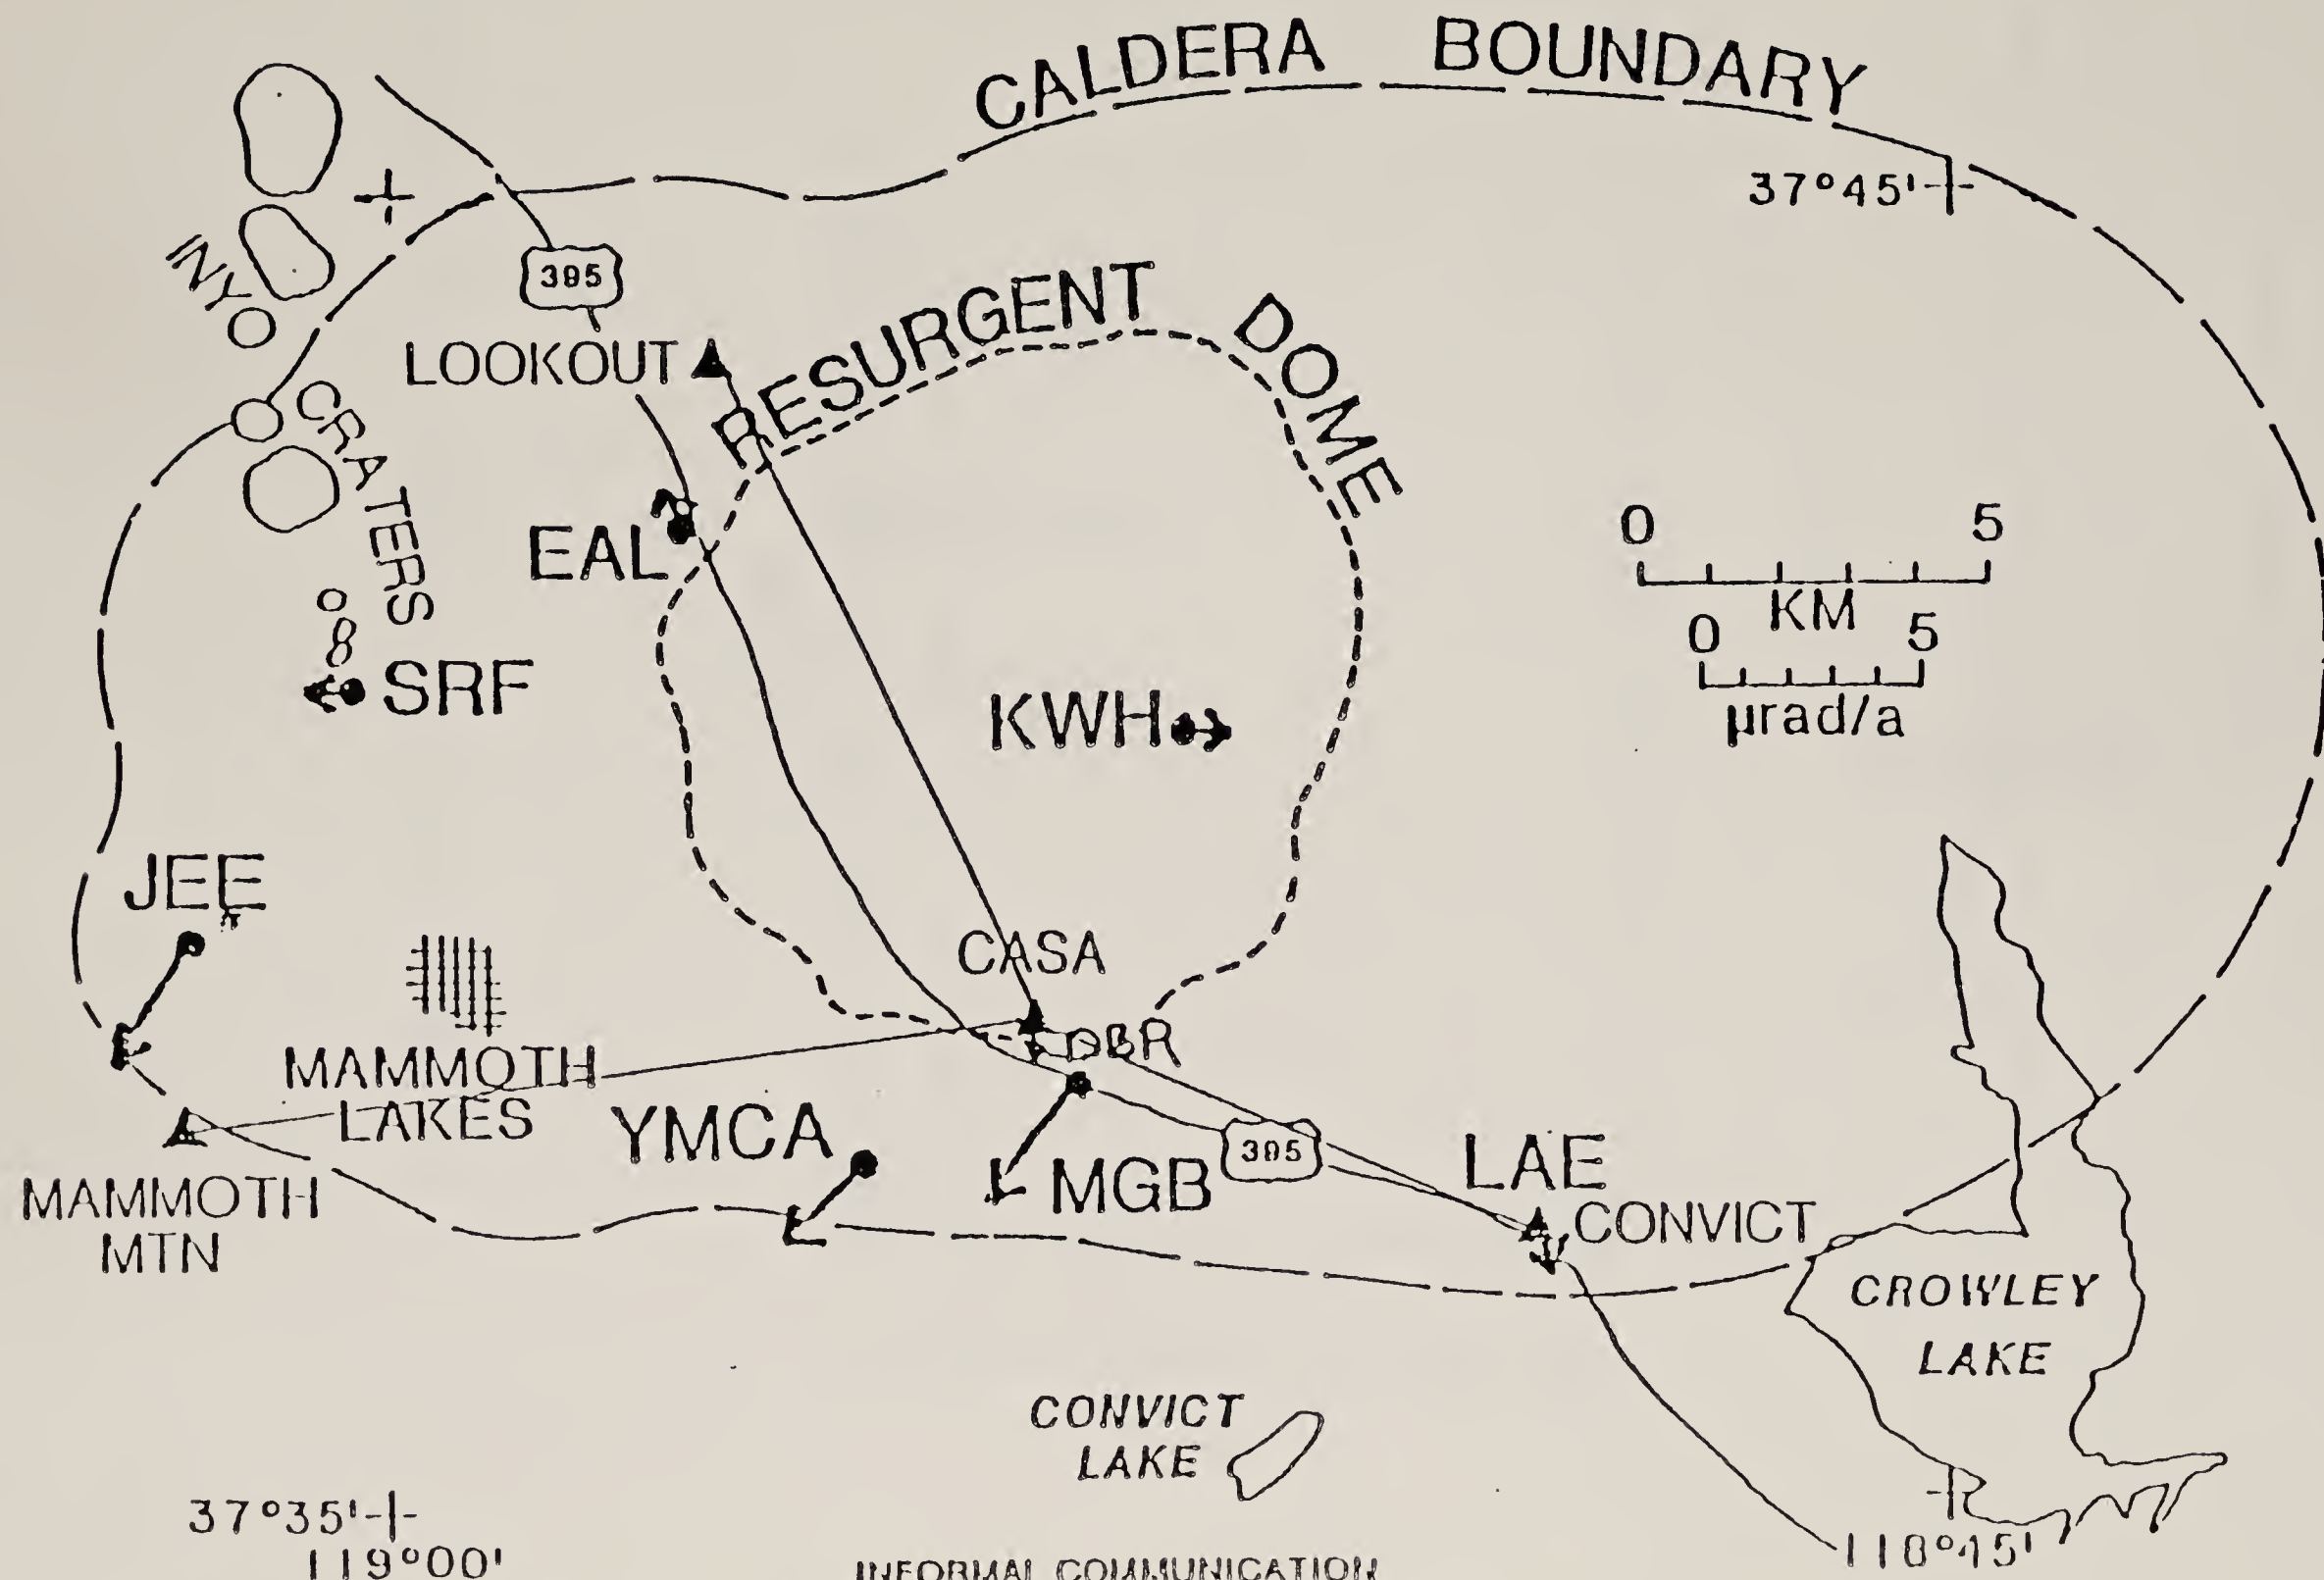 CALDERA BOUNDARY
37°45'
INYO
CRATERS
395
LOOKOUT
RESURGENT DOME
EAL
0 5
KM
0 5
µrad/a
SRF
KWH
JEE
CASA
DBR
MAMMOTH
LAKES
YMCA
MGB
395
LAE
CONVICT
MAMMOTH
MTN
CROWLEY
LAKE
CONVICT
LAKE
37°35'
119°00'
118°45'
INFORMAL COMMUNICATION